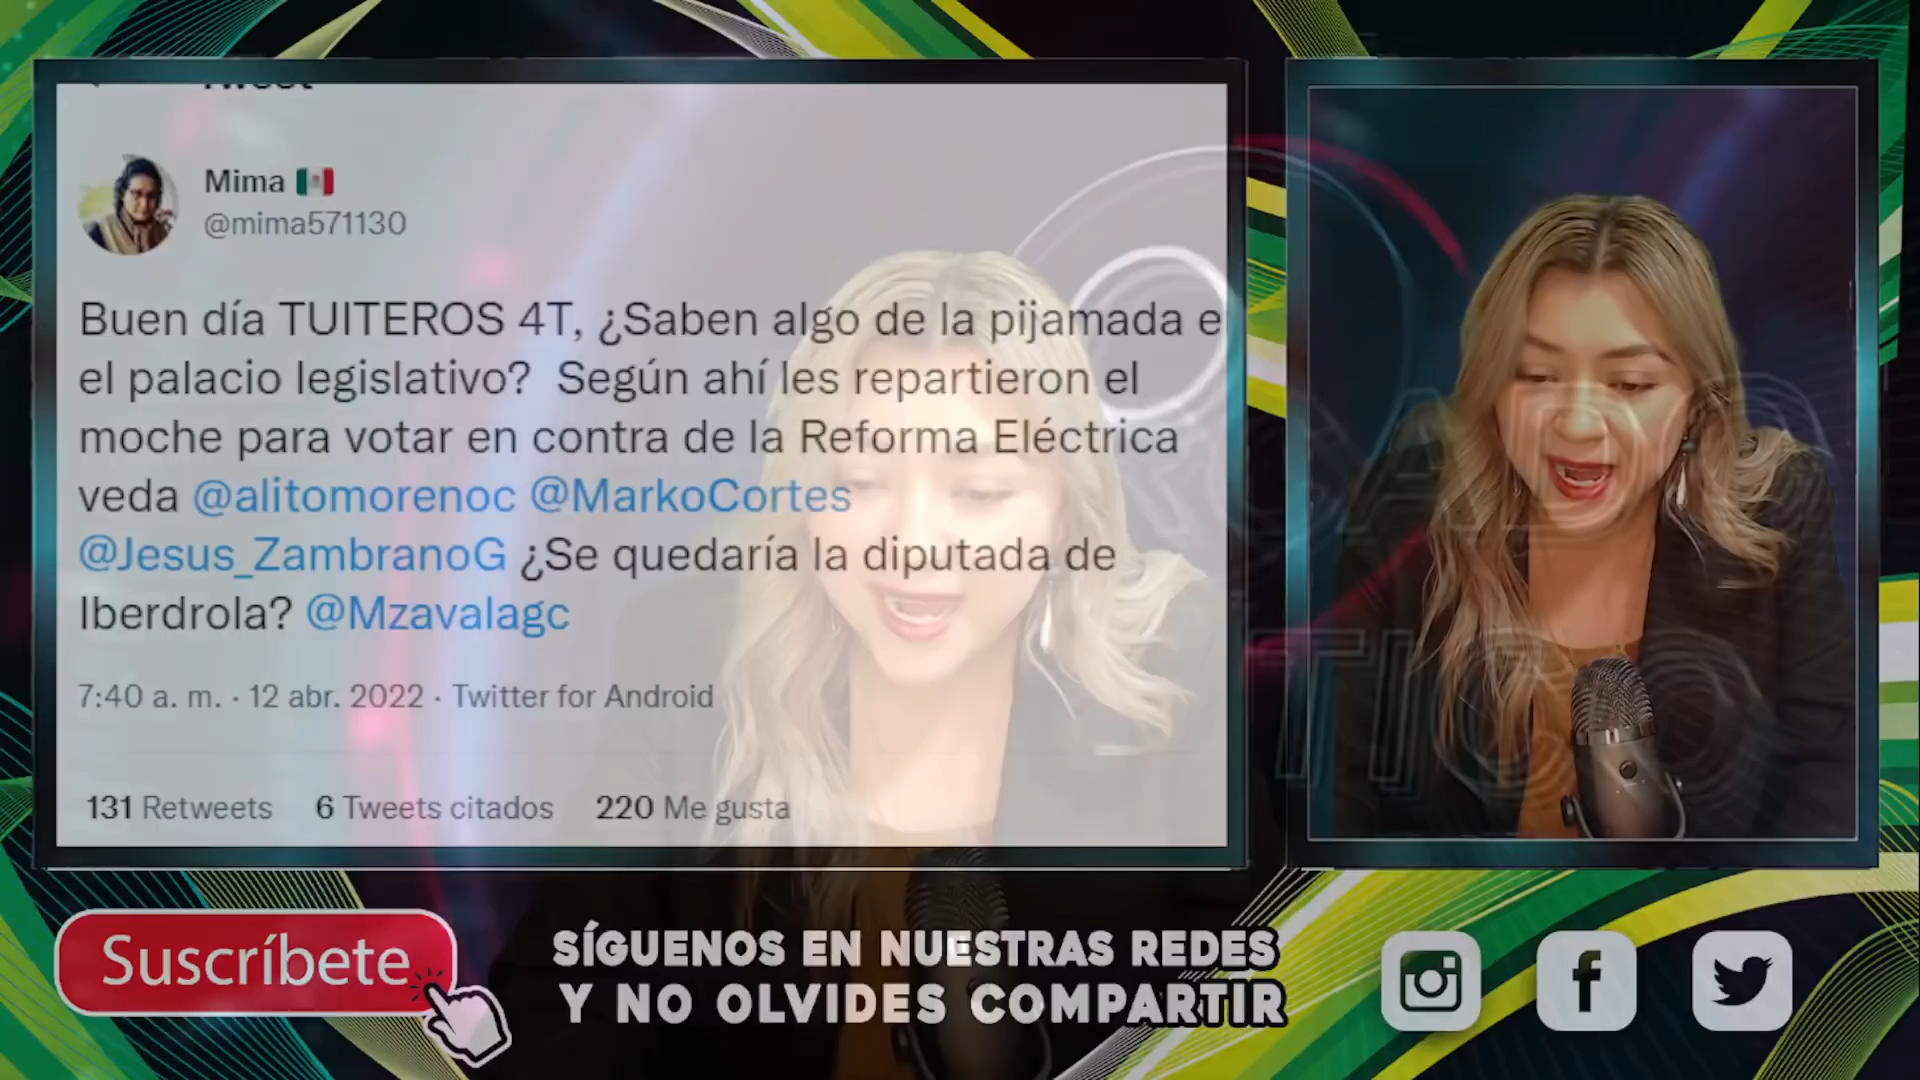 Mima
@mima571130
Buen día TUITEROS 4T, ¿Saben algo de la pijamada e
el palacio legislativo? Según ahí les repartieron el
moche para votar en contra de la Reforma Eléctrica
veda @alitomorenoc @MarkoCortes
@Jesus_ZambranoG ¿Se quedaría la diputada de
Iberdrola? @Mzavalagc
7:40 a. m. · 12 abr. 2022 · Twitter for Android
131 Retweets 6 Tweets citados 220 Me gusta
Suscríbete
SÍGUENOS EN NUESTRAS REDES
Y NO OLVIDES COMPARTIR